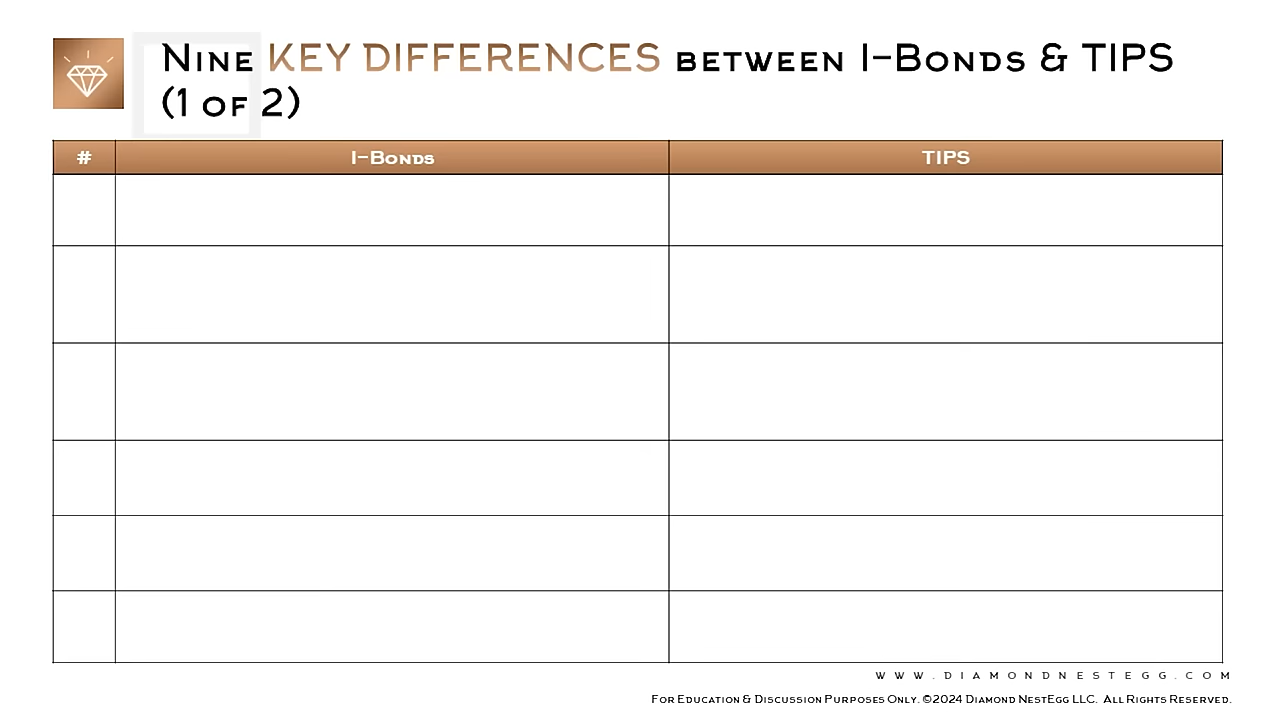 Nine KEY DIFFERENCES between I-Bonds & TIPS
(1 of 2)
# I-Bonds TIPS
WWW.DIAMONDNESTEGG.COM
For Education & Discussion Purposes Only. ©2024 Diamond NestEgg LLC. All Rights Reserved.